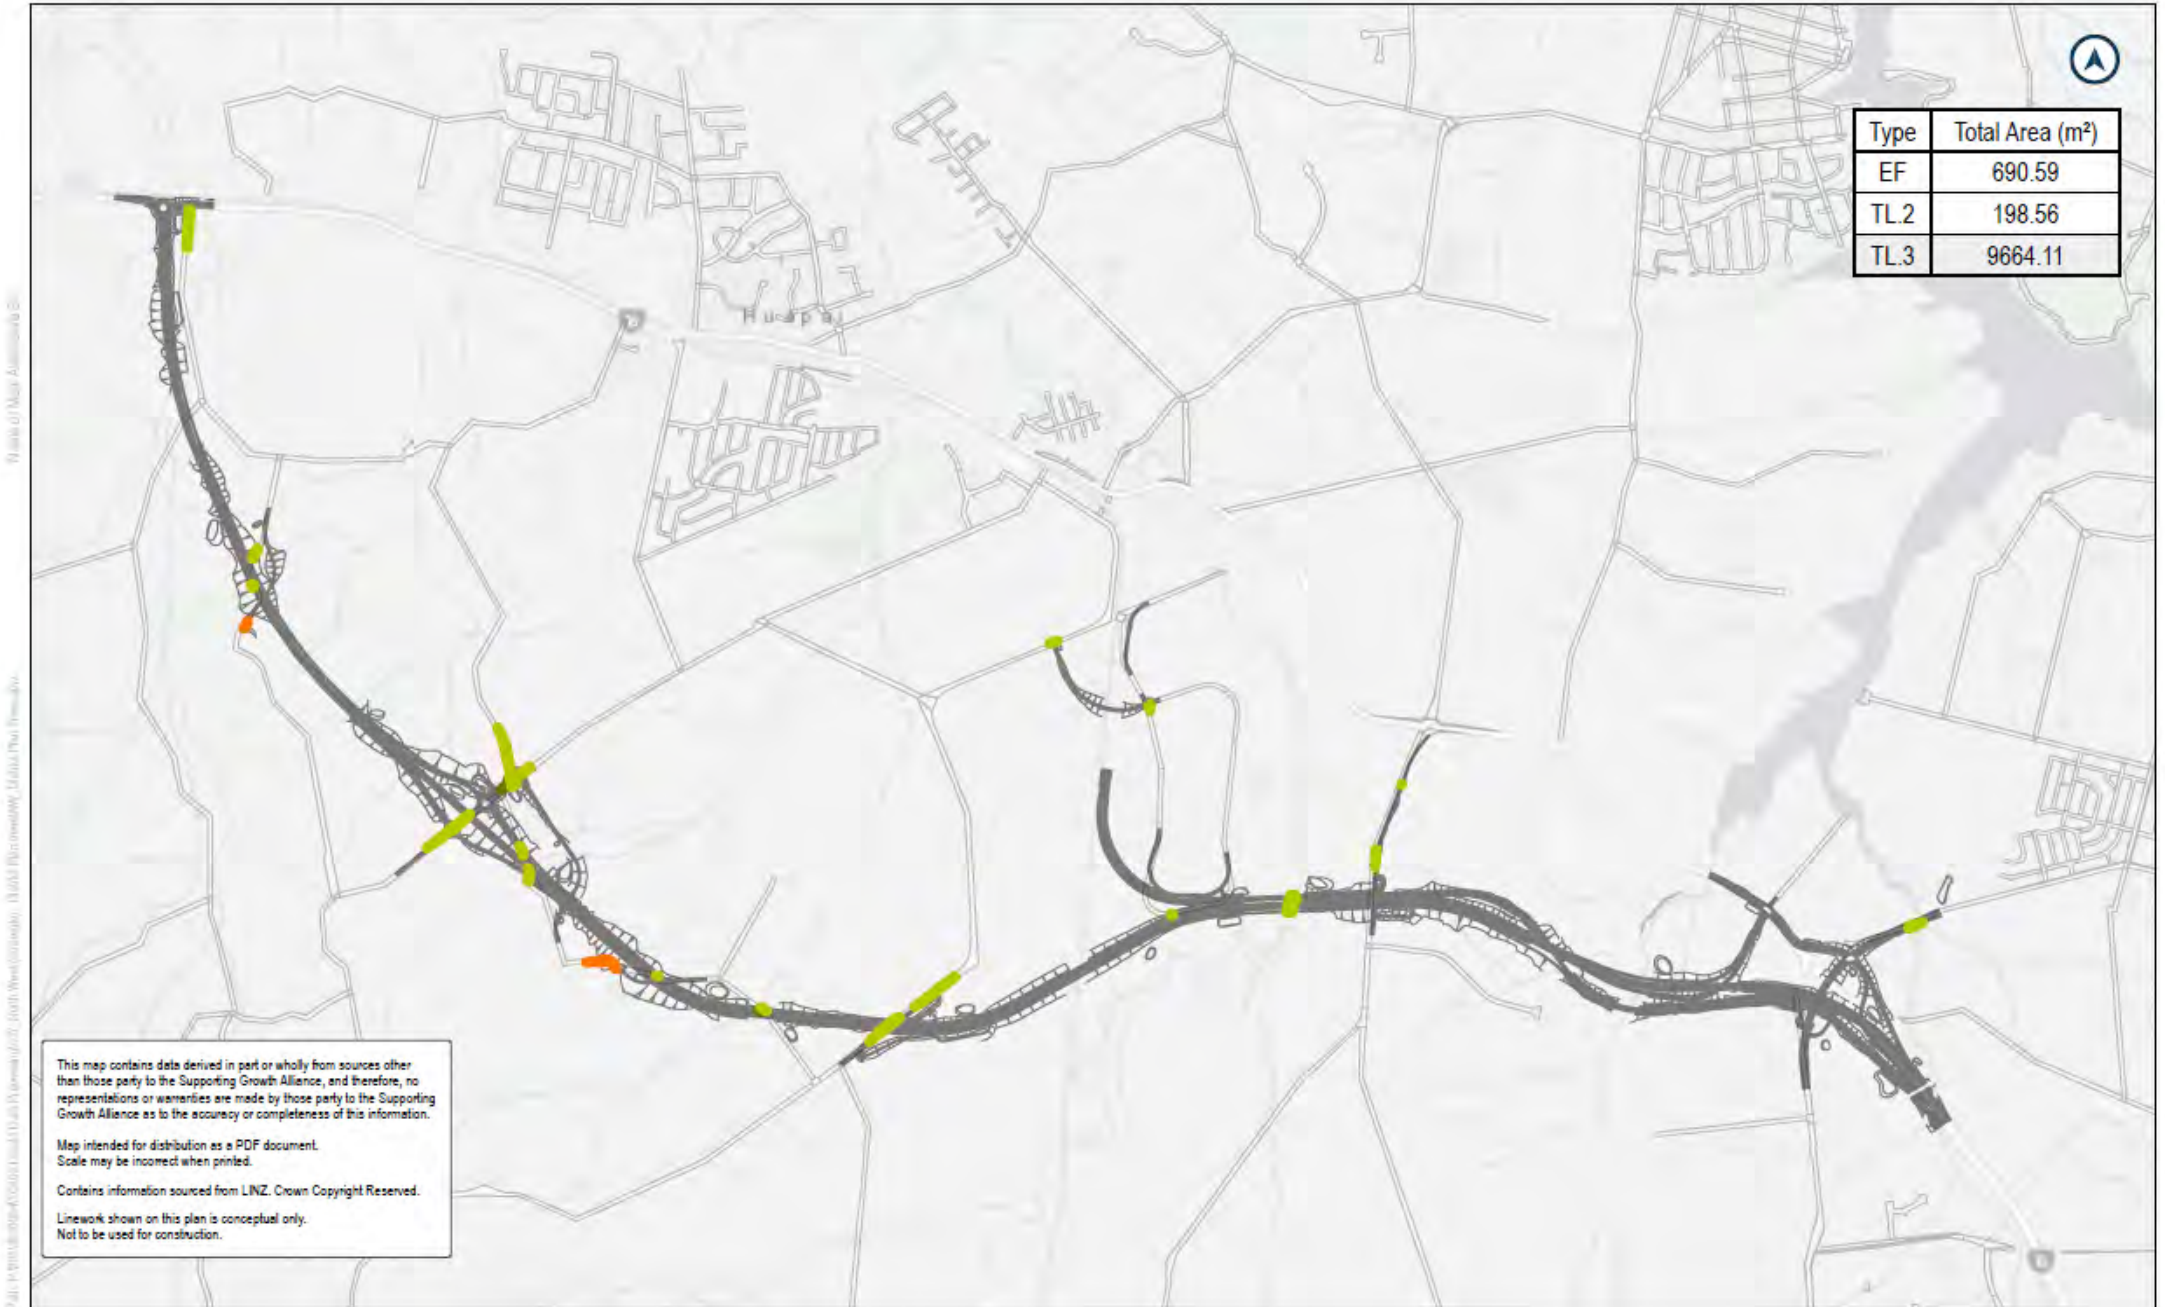 Type Total Area (m²)
EF 690.59
TL.2 198.56
TL.3 9664.11
Huapai
This map contains data derived in part or wholly from sources other
than those party to the Supporting Growth Alliance, and therefore, no
representations or warranties are made by those party to the Supporting
Growth Alliance as to the accuracy or completeness of this information.
Map intended for distribution as a PDF document.
Scale may be incorrect when printed.
Contains information sourced from LINZ. Crown Copyright Reserved.
Linework shown on this plan is conceptual only.
Not to be used for construction.